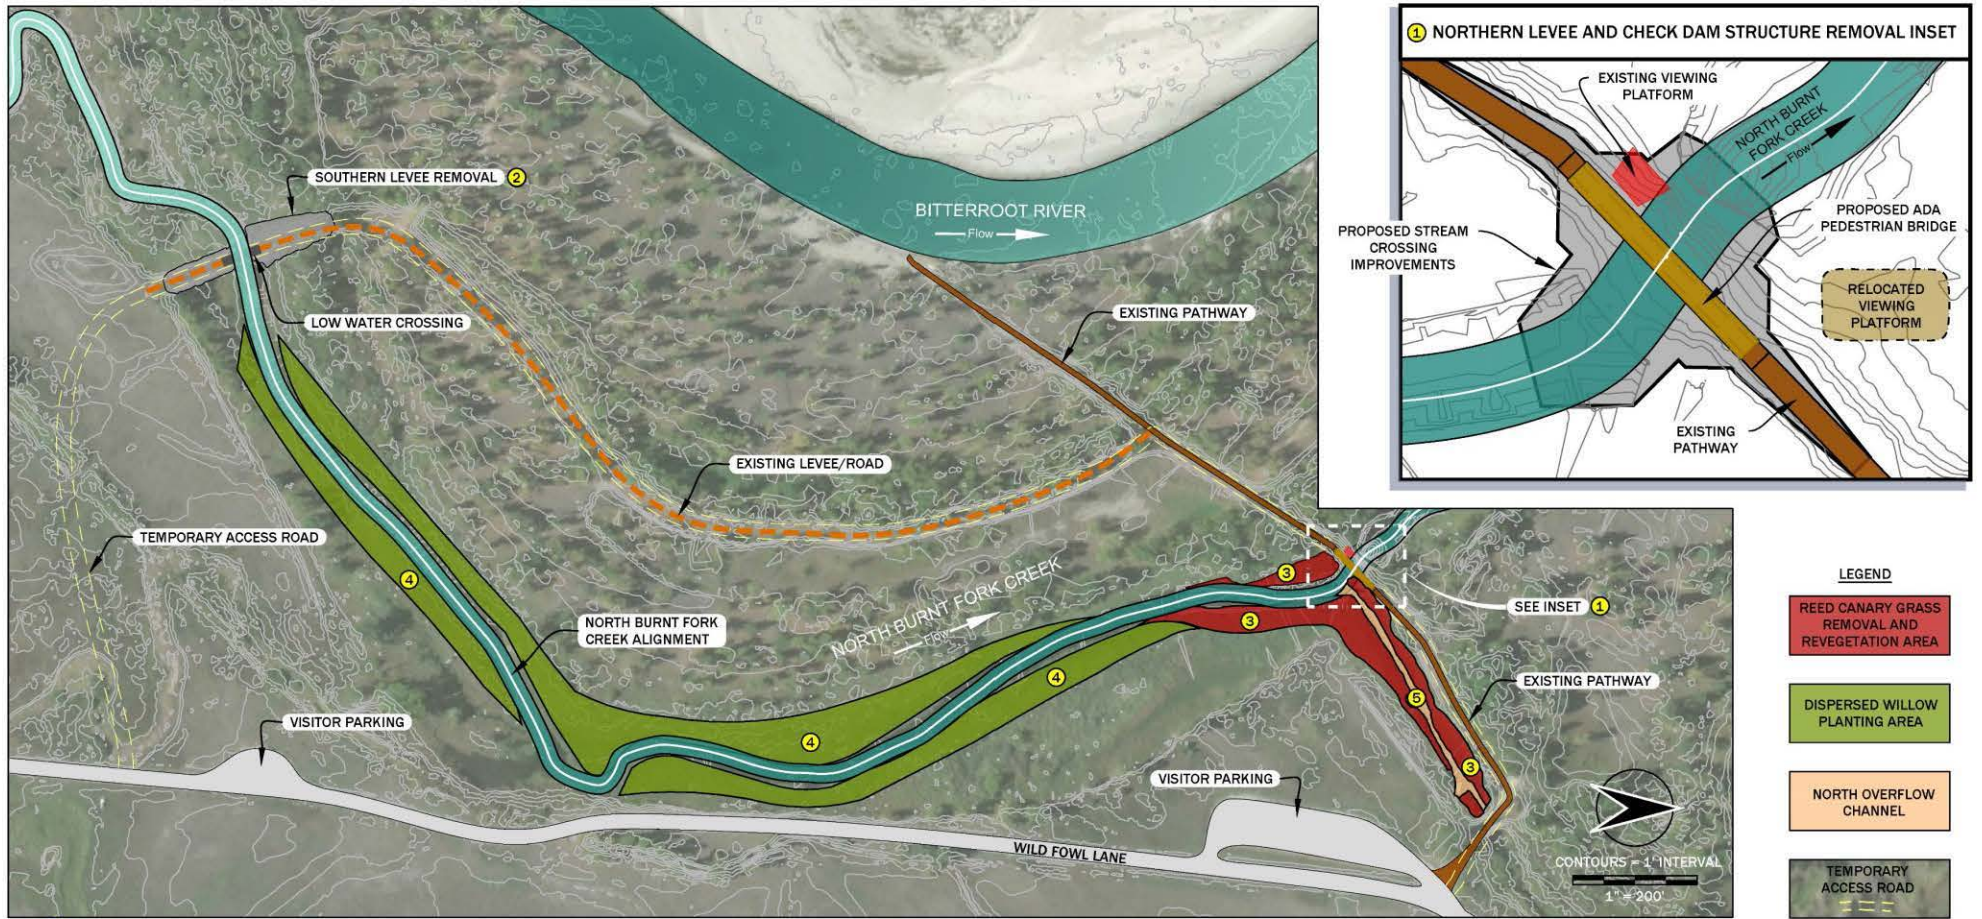 1 NORTHERN LEVEE AND CHECK DAM STRUCTURE REMOVAL INSET
EXISTING VIEWING
PLATFORM
NORTH BURNT
FORK CREEK
Flow
PROPOSED ADA
PEDESTRIAN BRIDGE
PROPOSED STREAM
CROSSING
IMPROVEMENTS
RELOCATED
VIEWING
PLATFORM
EXISTING
PATHWAY
SOUTHERN LEVEE REMOVAL 2
BITTERROOT RIVER
Flow
LOW WATER CROSSING
EXISTING PATHWAY
EXISTING LEVEE/ROAD
TEMPORARY ACCESS ROAD
3
4
NORTH BURNT FORK CREEK
Flow
SEE INSET 1
3
NORTH BURNT FORK
CREEK ALIGNMENT
4
EXISTING PATHWAY
5
VISITOR PARKING
4
3
VISITOR PARKING
WILD FOWL LANE
CONTOURS = 1' INTERVAL
1" = 200'
LEGEND
REED CANARY GRASS
REMOVAL AND
REVEGETATION AREA
DISPERSED WILLOW
PLANTING AREA
NORTH OVERFLOW
CHANNEL
TEMPORARY
ACCESS ROAD